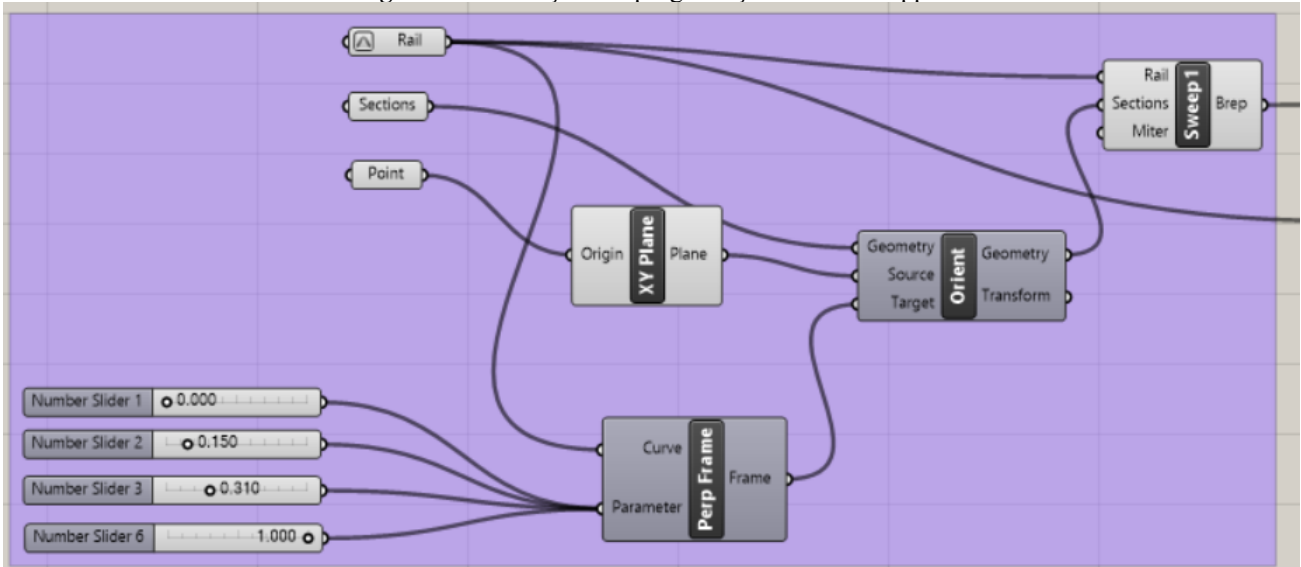 Rail
Sections
Point
Rail
Sections
Miter
Sweep1
Brep
Origin
XY Plane
Plane
Geometry
Source
Target
Orient
Geometry
Transform
Number Slider 1 0.000
Number Slider 2 0.150
Number Slider 3 0.310
Number Slider 6 1.000
Curve
Parameter
Perp Frame
Frame